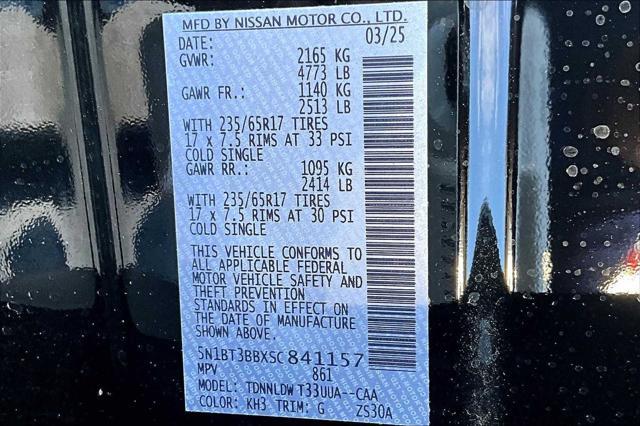 MFD BY NISSAN MOTOR CO., LTD.
DATE: 03/25
GVWR: 2165 KG
4773 LB
GAWR FR.: 1140 KG
2513 LB
WITH 235/65R17 TIRES
17 x 7.5 RIMS AT 33 PSI
COLD SINGLE
GAWR RR.: 1095 KG
2414 LB
WITH 235/65R17 TIRES
17 x 7.5 RIMS AT 30 PSI
COLD SINGLE
THIS VEHICLE CONFORMS TO
ALL APPLICABLE FEDERAL
MOTOR VEHICLE SAFETY AND
THEFT PREVENTION
STANDARDS IN EFFECT ON
THE DATE OF MANUFACTURE
SHOWN ABOVE.
5N1BT3BBXSC841157
MPV 861
MODEL: TDNNLDW T33UUA--CAA
COLOR: KH3 TRIM: G ZS30A